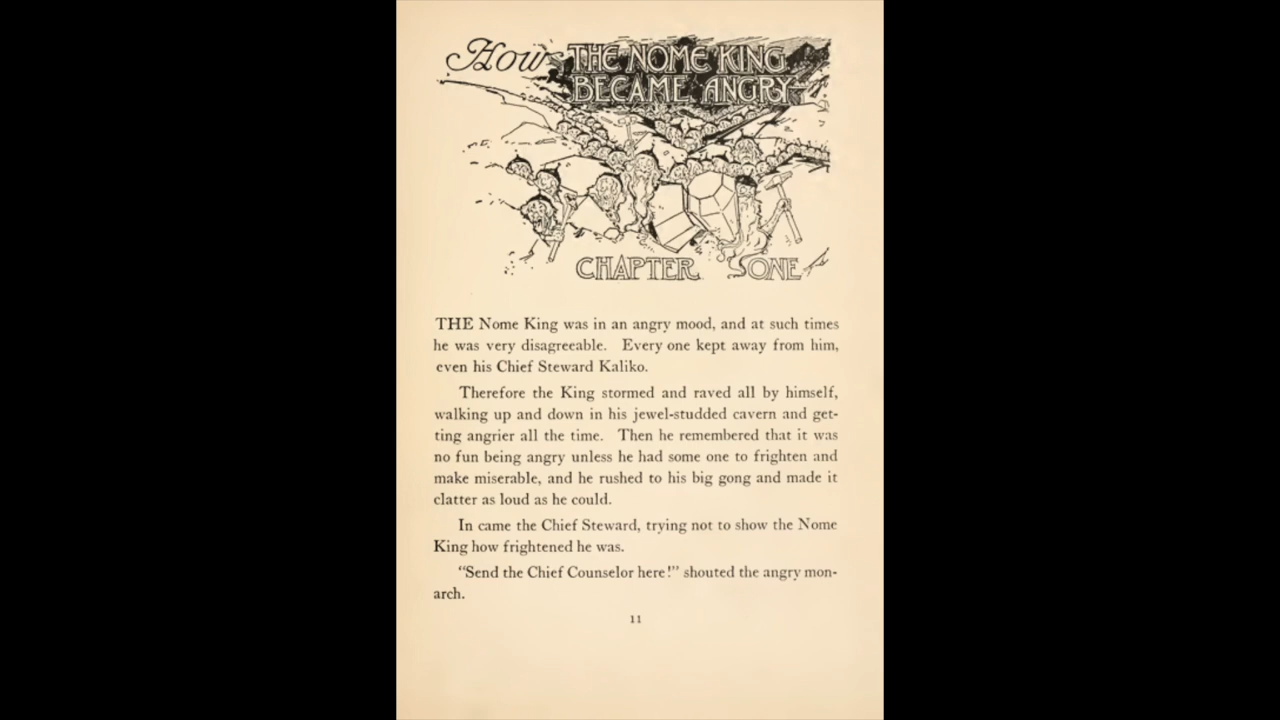 How THE NOME KING
BECAME ANGRY
CHAPTER ONE
THE Nome King was in an angry mood, and at such times
he was very disagreeable. Every one kept away from him,
even his Chief Steward Kaliko.
Therefore the King stormed and raved all by himself,
walking up and down in his jewel-studded cavern and get-
ting angrier all the time. Then he remembered that it was
no fun being angry unless he had some one to frighten and
make miserable, and he rushed to his big gong and made it
clatter as loud as he could.
In came the Chief Steward, trying not to show the Nome
King how frightened he was.
"Send the Chief Counselor here!" shouted the angry mon-
arch.
11